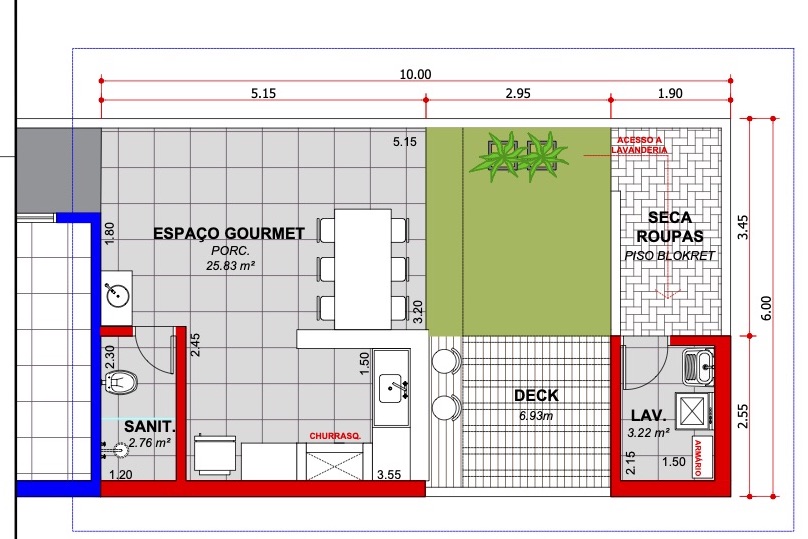 10.00
5.15
2.95
1.90
5.15
ACESSO A
LAVANDERIA
ESPAÇO GOURMET
PORC.
25.83 m²
1.80
SECA
ROUPAS
PISO BLOKRET
3.45
6.00
3.20
2.45
2.30
1.50
DECK
6.93m
LAV.
3.22 m²
2.55
SANIT.
2.76 m²
CHURRASQ.
2.15
1.50
ARMÁRIO
1.20
3.55